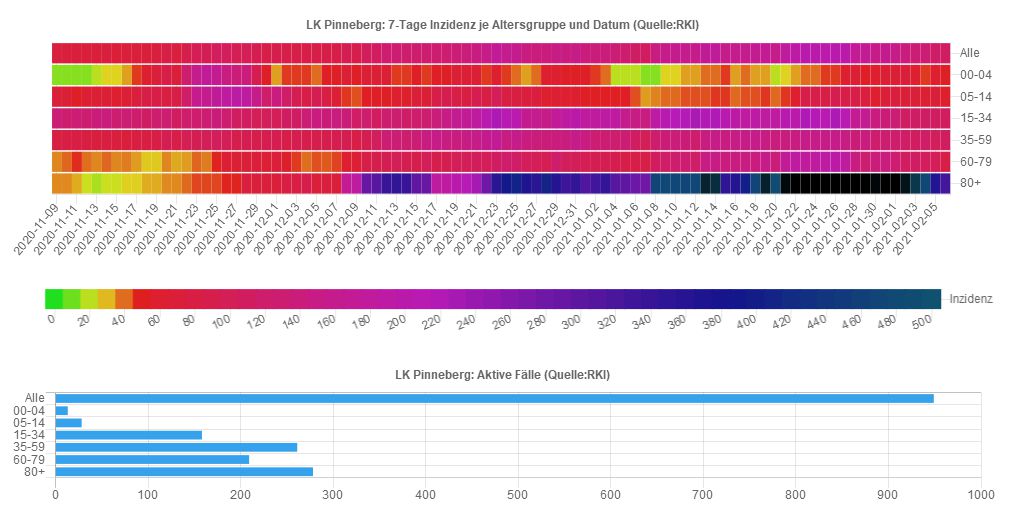 LK Pinneberg: 7-Tage Inzidenz je Altersgruppe und Datum (Quelle:RKI)
Alle
00-04
05-14
15-34
35-59
60-79
80+
2020-11-09 2020-11-11 2020-11-13 2020-11-15 2020-11-17 2020-11-19 2020-11-21 2020-11-23 2020-11-25 2020-11-27 2020-11-29 2020-12-01 2020-12-03 2020-12-05 2020-12-07 2020-12-09 2020-12-11 2020-12-13 2020-12-15 2020-12-17 2020-12-19 2020-12-21 2020-12-23 2020-12-25 2020-12-27 2020-12-29 2020-12-31 2021-01-02 2021-01-04 2021-01-06 2021-01-08 2021-01-10 2021-01-12 2021-01-14 2021-01-16 2021-01-18 2021-01-20 2021-01-22 2021-01-24 2021-01-26 2021-01-28 2021-01-30 2021-02-01 2021-02-03 2021-02-05
Inzidenz
0 20 40 60 80 100 120 140 160 180 200 220 240 260 280 300 320 340 360 380 400 420 440 460 480 500
LK Pinneberg: Aktive Fälle (Quelle:RKI)
Alle
00-04
05-14
15-34
35-59
60-79
80+
0 100 200 300 400 500 600 700 800 900 1000